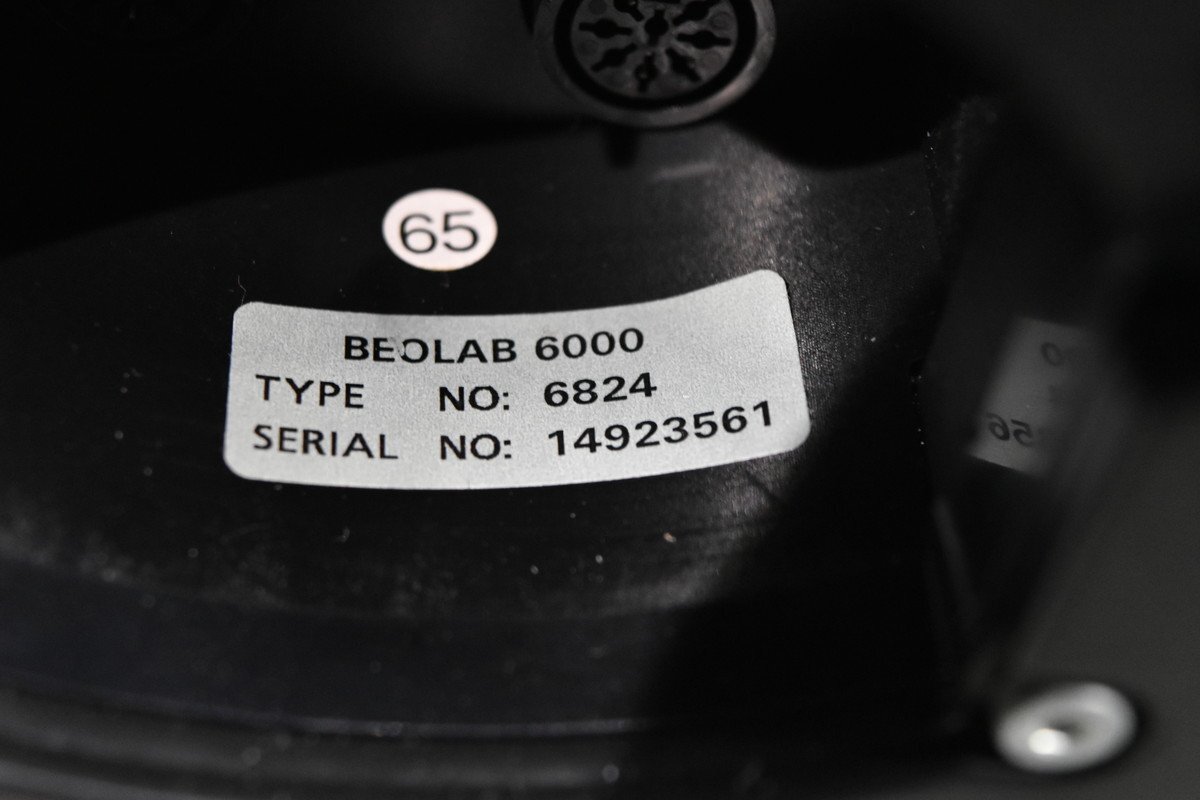 65
BEOLAB 6000
TYPE NO: 6824
SERIAL NO: 14923561